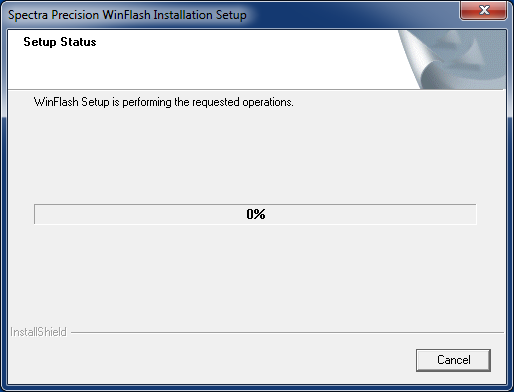 Spectra Precision WinFlash Installation Setup
Setup Status
WinFlash Setup is performing the requested operations.
0%
InstallShield
Cancel